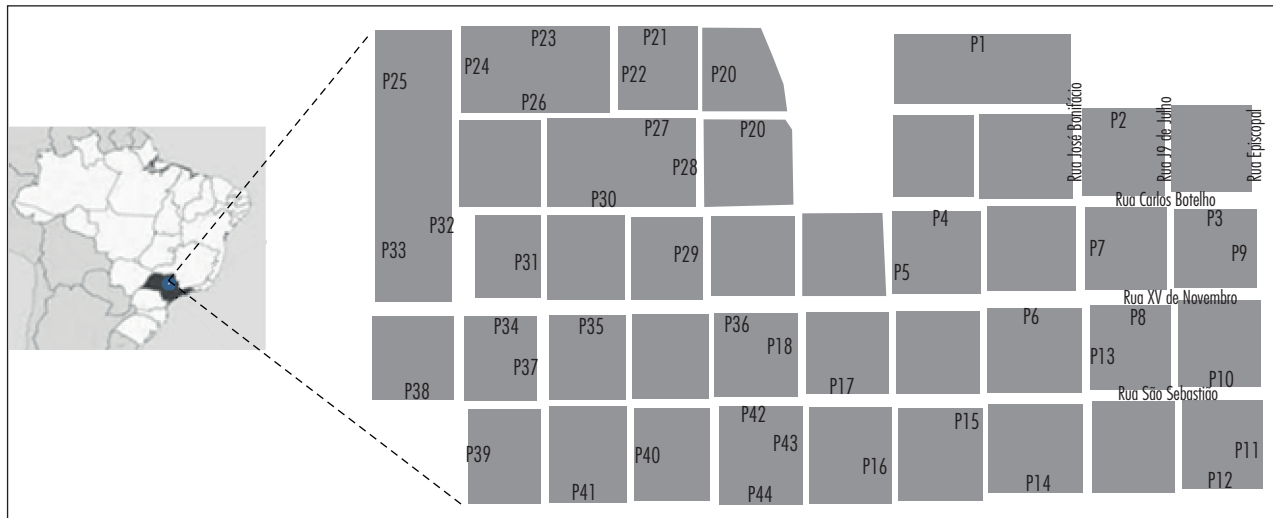 P23
P21
P1
P24
P22
P20
P25
P26
P27
P20
P2
Rua José Bonifácio
Rua J9 de Julho
Rua Episcopal
P28
P30
Rua Carlos Botelho
P32
P4
P3
P33
P31
P29
P5
P7
P9
Rua XV de Novembro
P34
P35
P36
P6
P8
P18
P13
P37
P38
P17
P10
Rua São Sebastião
P42
P15
P39
P40
P43
P16
P11
P41
P44
P14
P12